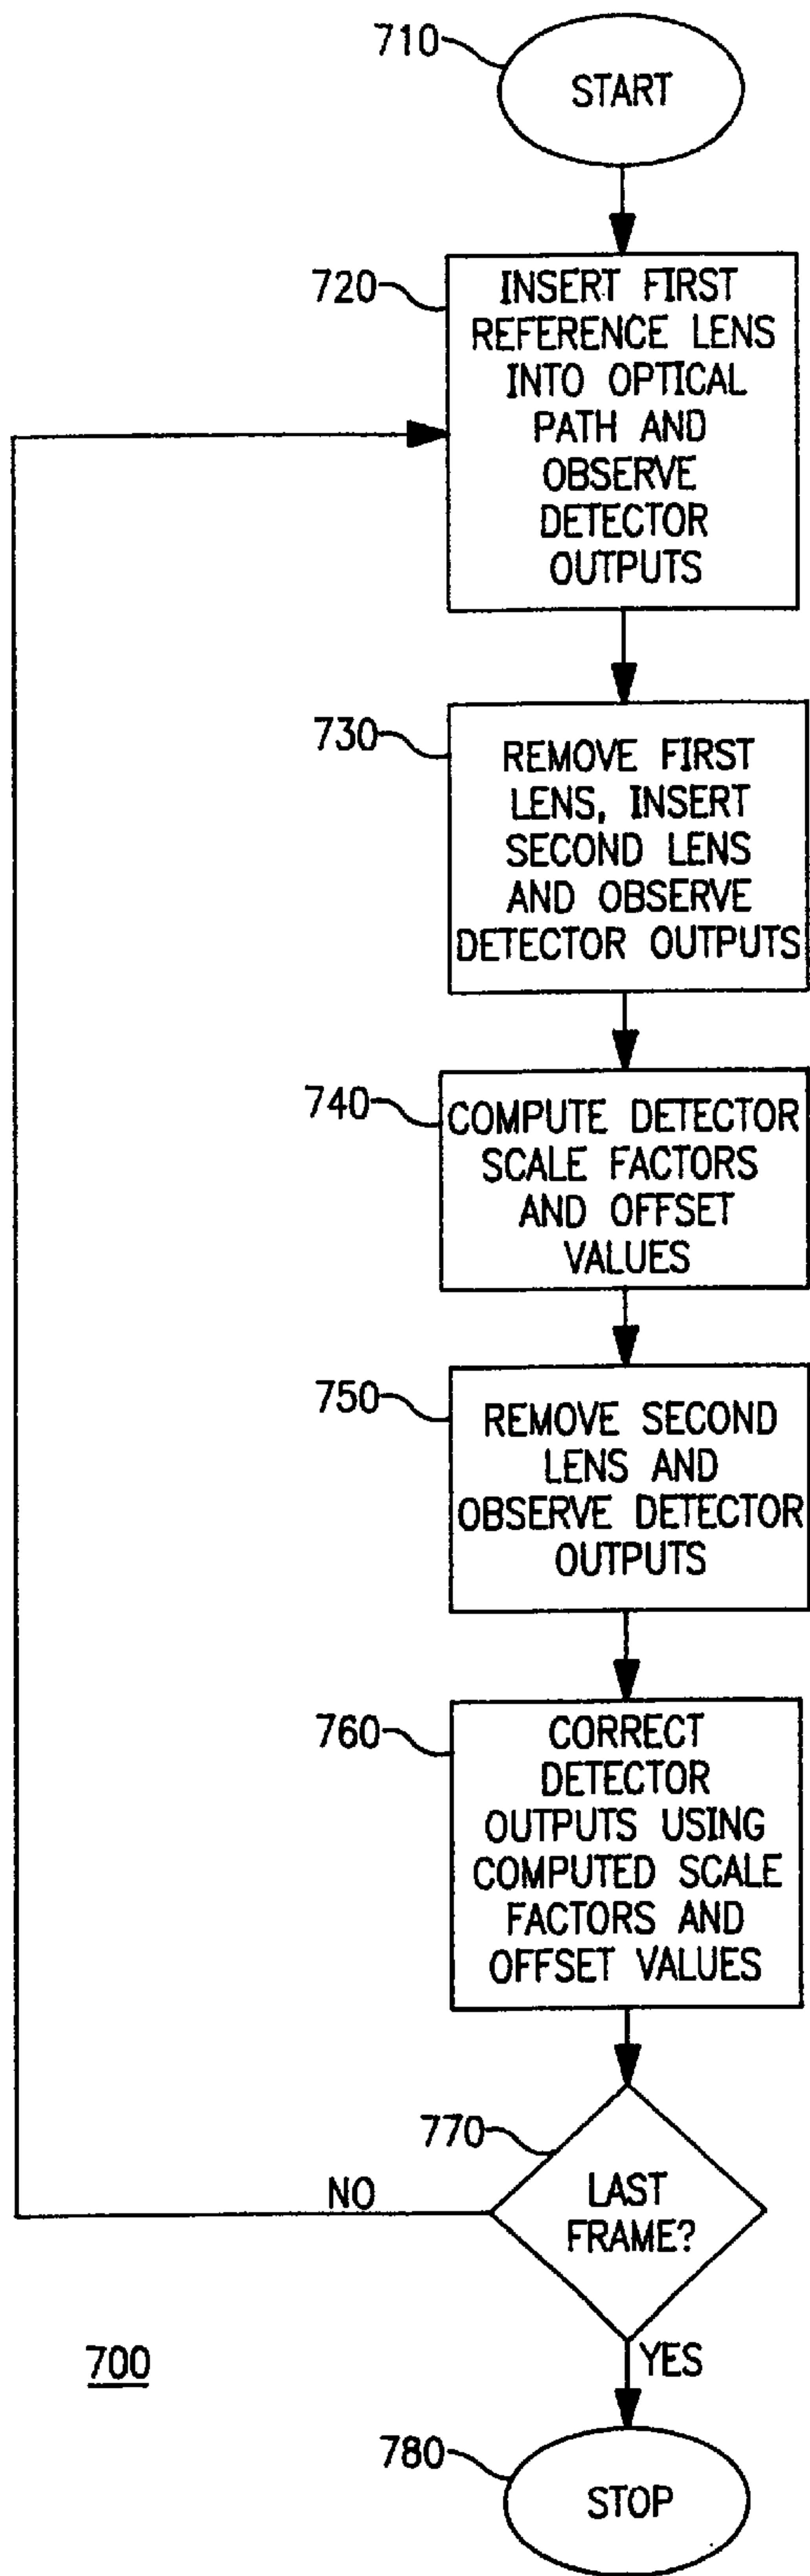 710
START
720
INSERT FIRST
REFERENCE LENS
INTO OPTICAL
PATH AND
OBSERVE
DETECTOR
OUTPUTS
730
REMOVE FIRST
LENS, INSERT
SECOND LENS
AND OBSERVE
DETECTOR OUTPUTS
740
COMPUTE DETECTOR
SCALE FACTORS
AND OFFSET
VALUES
750
REMOVE SECOND
LENS AND
OBSERVE DETECTOR
OUTPUTS
760
CORRECT
DETECTOR
OUTPUTS USING
COMPUTED SCALE
FACTORS AND
OFFSET VALUES
770
LAST
FRAME?
NO
YES
700
780
STOP